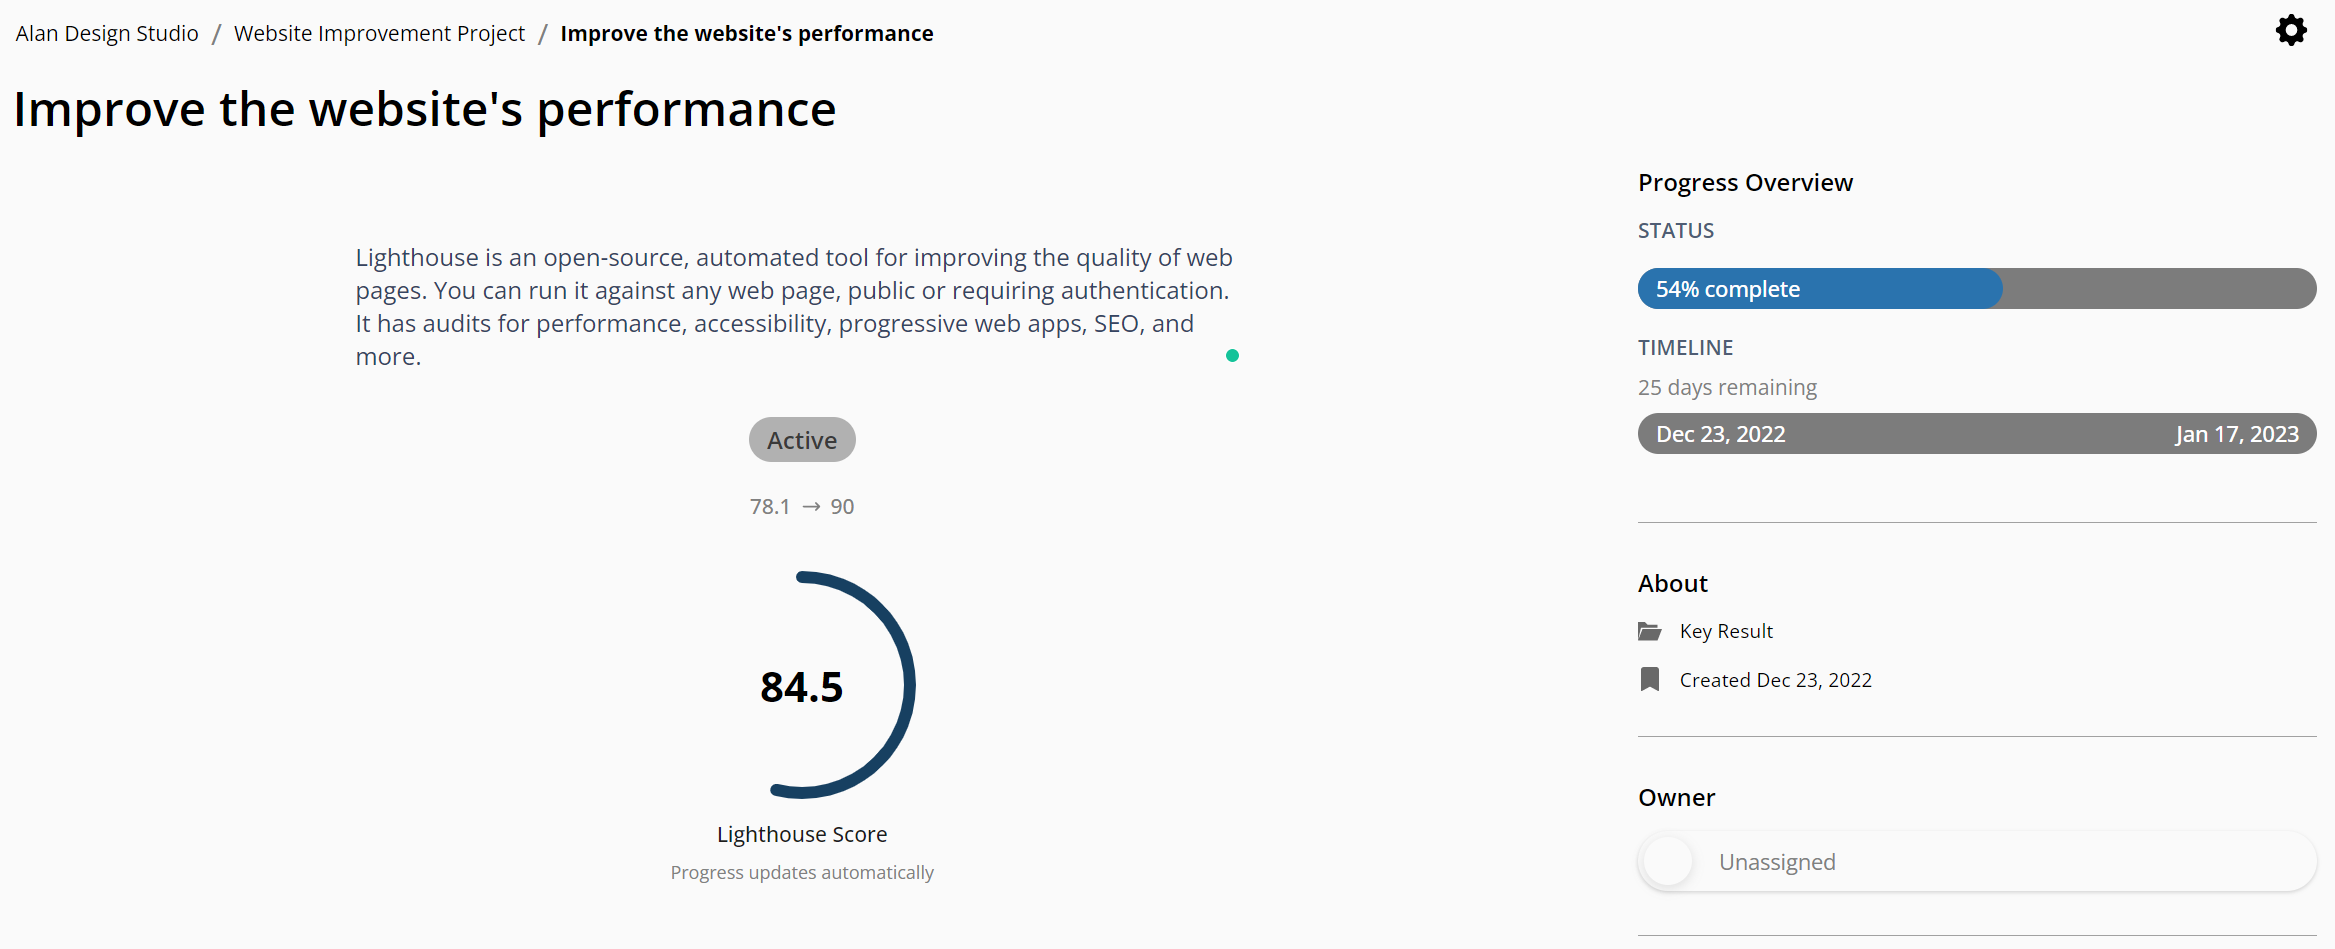 Alan Design Studio / Website Improvement Project / Improve the website's performance
Improve the website's performance
Lighthouse is an open-source, automated tool for improving the quality of web
pages. You can run it against any web page, public or requiring authentication.
It has audits for performance, accessibility, progressive web apps, SEO, and
more.
Active
78.1 → 90
84.5
Lighthouse Score
Progress updates automatically
Progress Overview
STATUS
54% complete
TIMELINE
25 days remaining
Dec 23, 2022 Jan 17, 2023
About
Key Result
Created Dec 23, 2022
Owner
Unassigned